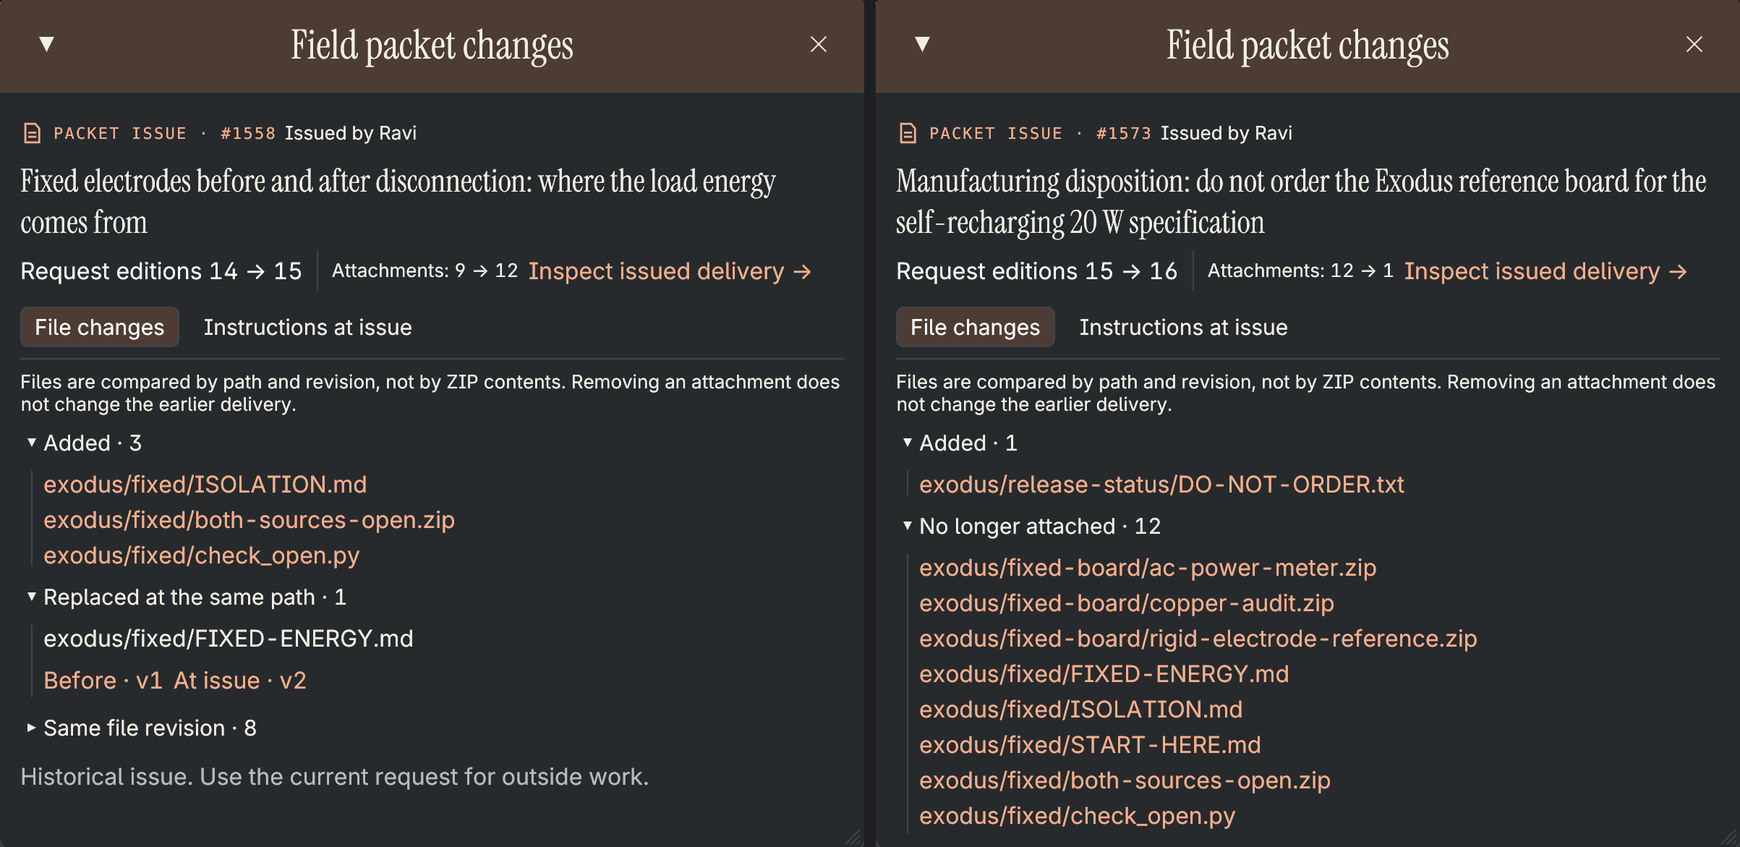 ▼ Field packet changes ×
PACKET ISSUE · #1558 Issued by Ravi
Fixed electrodes before and after disconnection: where the load energy
comes from
Request editions 14 → 15 Attachments: 9 → 12 Inspect issued delivery →
File changes Instructions at issue
Files are compared by path and revision, not by ZIP contents. Removing an attachment does
not change the earlier delivery.
▼ Added · 3
exodus/fixed/ISOLATION.md
exodus/fixed/both-sources-open.zip
exodus/fixed/check_open.py
▼ Replaced at the same path · 1
exodus/fixed/FIXED-ENERGY.md
Before · v1 At issue · v2
▸ Same file revision · 8
Historical issue. Use the current request for outside work.
▼ Field packet changes ×
PACKET ISSUE · #1573 Issued by Ravi
Manufacturing disposition: do not order the Exodus reference board for the
self-recharging 20 W specification
Request editions 15 → 16 Attachments: 12 → 1 Inspect issued delivery →
File changes Instructions at issue
Files are compared by path and revision, not by ZIP contents. Removing an attachment does
not change the earlier delivery.
▼ Added · 1
exodus/release-status/DO-NOT-ORDER.txt
▼ No longer attached · 12
exodus/fixed-board/ac-power-meter.zip
exodus/fixed-board/copper-audit.zip
exodus/fixed-board/rigid-electrode-reference.zip
exodus/fixed/FIXED-ENERGY.md
exodus/fixed/ISOLATION.md
exodus/fixed/START-HERE.md
exodus/fixed/both-sources-open.zip
exodus/fixed/check_open.py